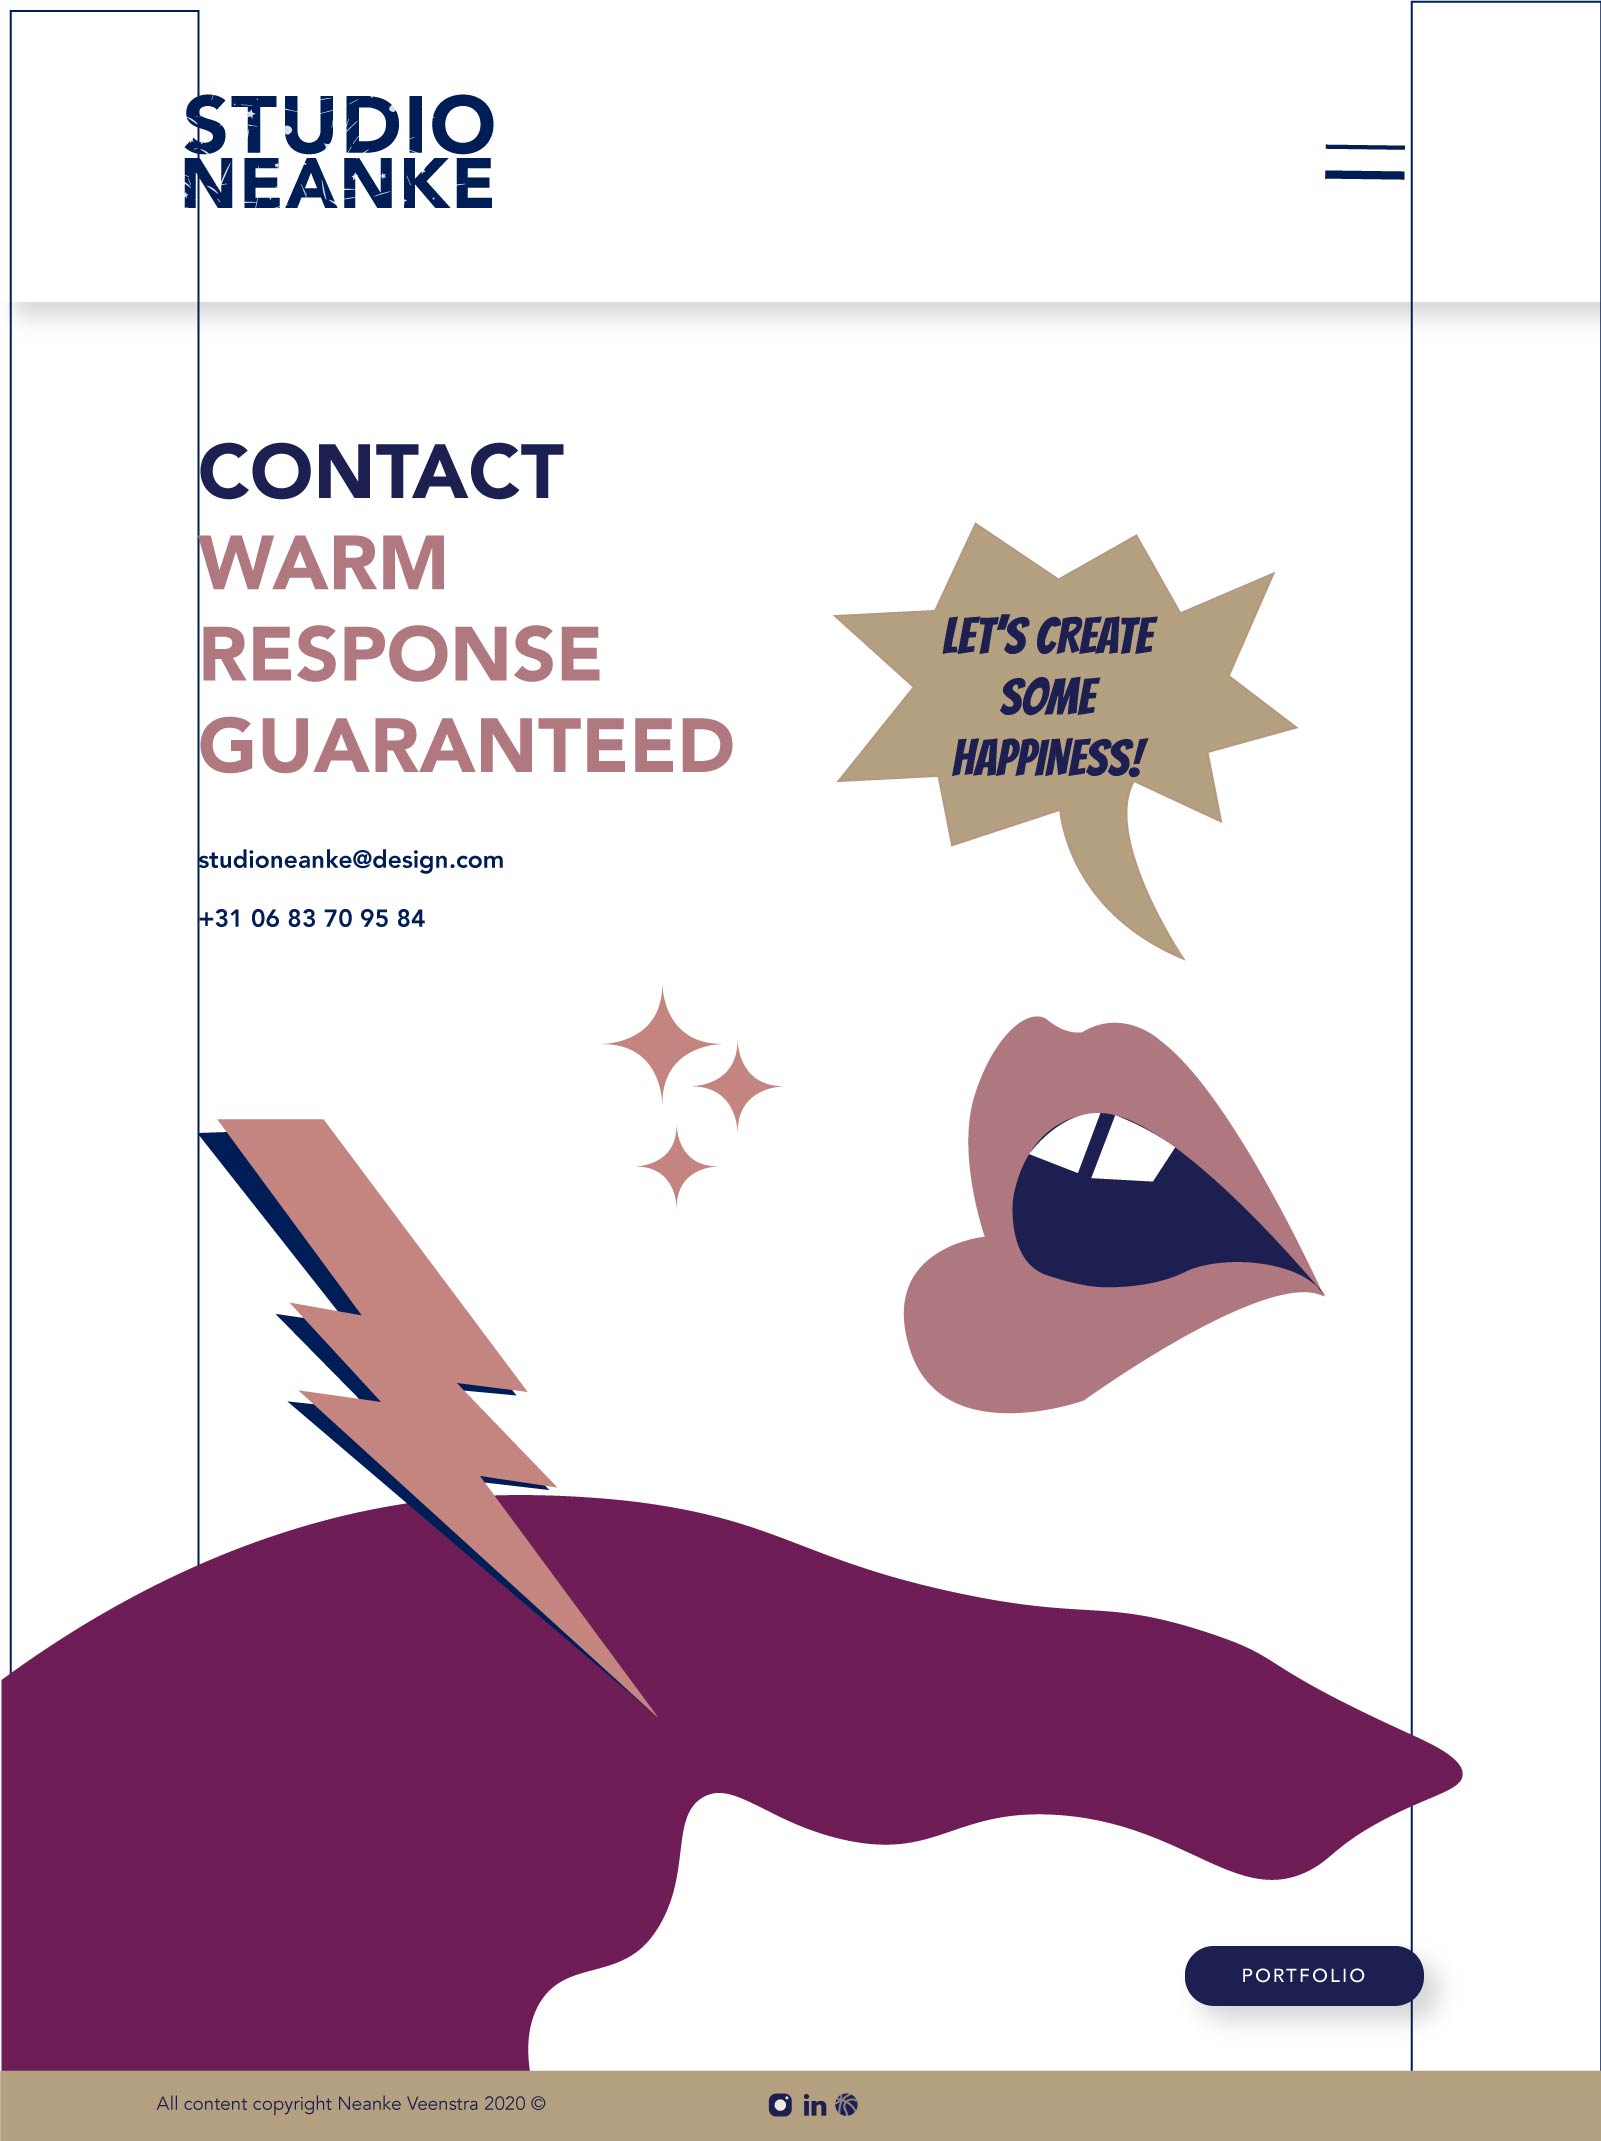 STUDIO
NEANKE
CONTACT
WARM
RESPONSE
GUARANTEED
studioneanke@design.com
+31 06 83 70 95 84
LET'S CREATE
SOME
HAPPINESS!
PORTFOLIO
All content copyright Neanke Veenstra 2020 ©
in